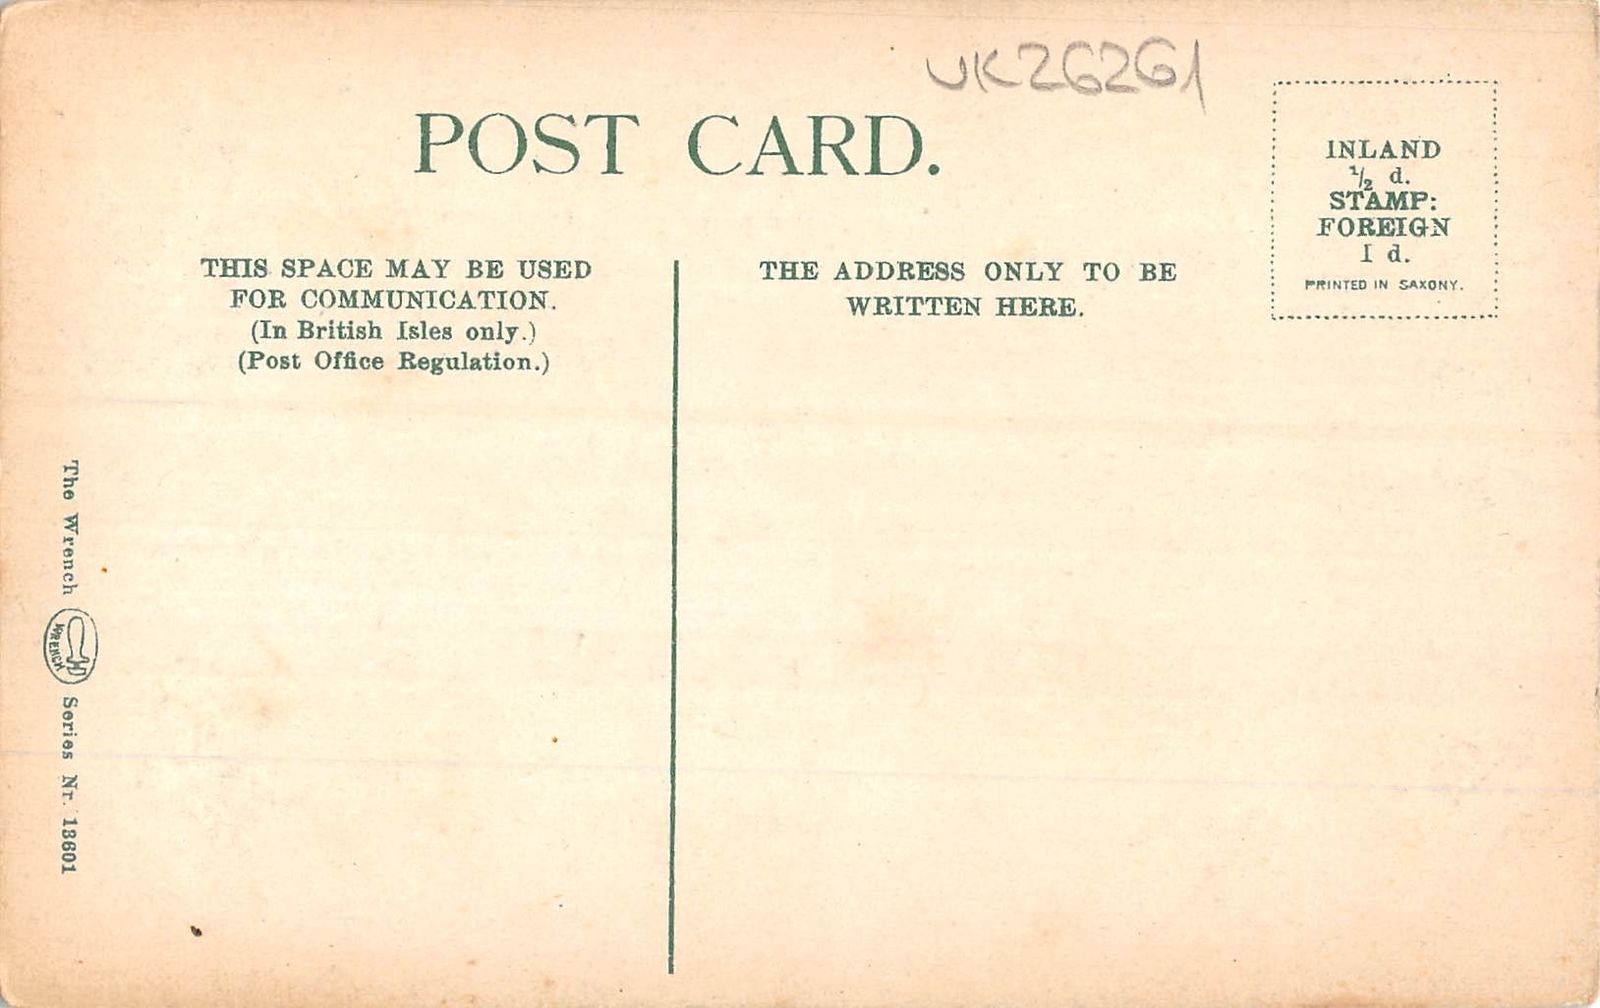 UK26261
POST CARD.
INLAND
1/2 d.
STAMP:
FOREIGN
1 d.
PRINTED IN SAXONY.
THIS SPACE MAY BE USED
FOR COMMUNICATION.
(In British Isles only.)
(Post Office Regulation.)
THE ADDRESS ONLY TO BE
WRITTEN HERE.
The Wrench WRENCH Series Nr. 13601